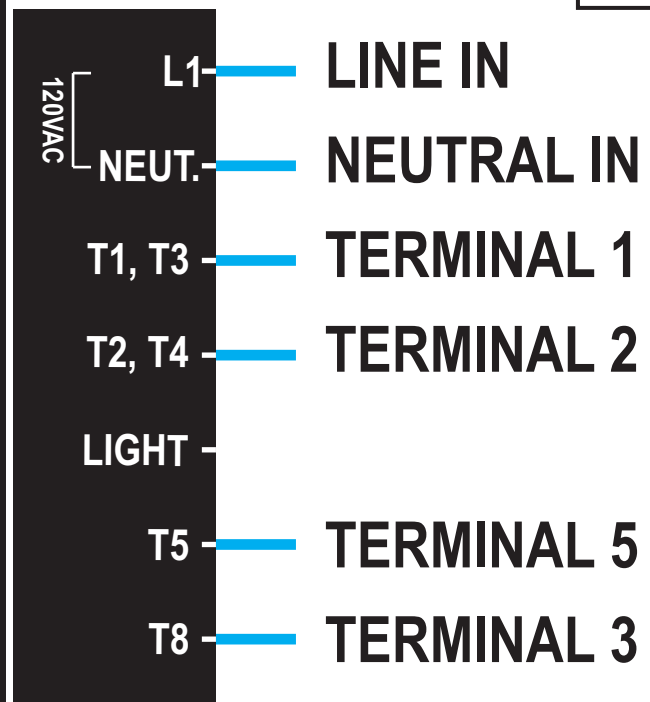 L1 LINE IN
120VAC
NEUT. NEUTRAL IN
T1, T3 TERMINAL 1
T2, T4 TERMINAL 2
LIGHT
T5 TERMINAL 5
T8 TERMINAL 3